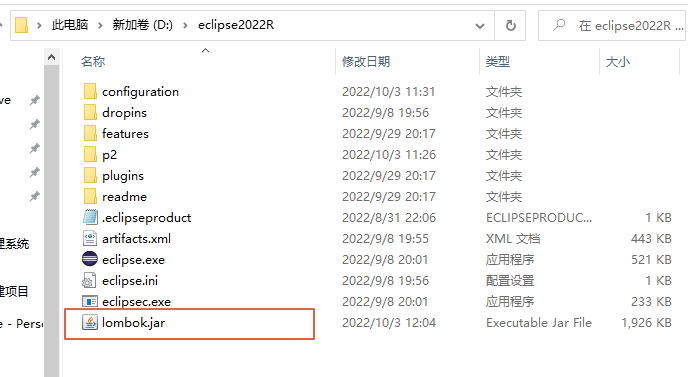 此电脑 > 新加卷 (D:) > eclipse2022R
在 eclipse2022R ...
名称 修改日期 类型 大小
configuration 2022/10/3 11:31 文件夹
dropins 2022/9/8 19:56 文件夹
features 2022/9/29 20:17 文件夹
p2 2022/10/3 11:26 文件夹
plugins 2022/9/29 20:17 文件夹
readme 2022/9/29 20:17 文件夹
.eclipseproduct 2022/8/31 22:06 ECLIPSEPRODUC... 1 KB
artifacts.xml 2022/9/8 19:55 XML 文档 443 KB
eclipse.exe 2022/9/8 20:01 应用程序 521 KB
eclipse.ini 2022/9/8 19:56 配置设置 1 KB
eclipsec.exe 2022/9/8 20:01 应用程序 233 KB
lombok.jar 2022/10/3 12:04 Executable Jar File 1,926 KB
ve
理系统
建项目
e - Perso